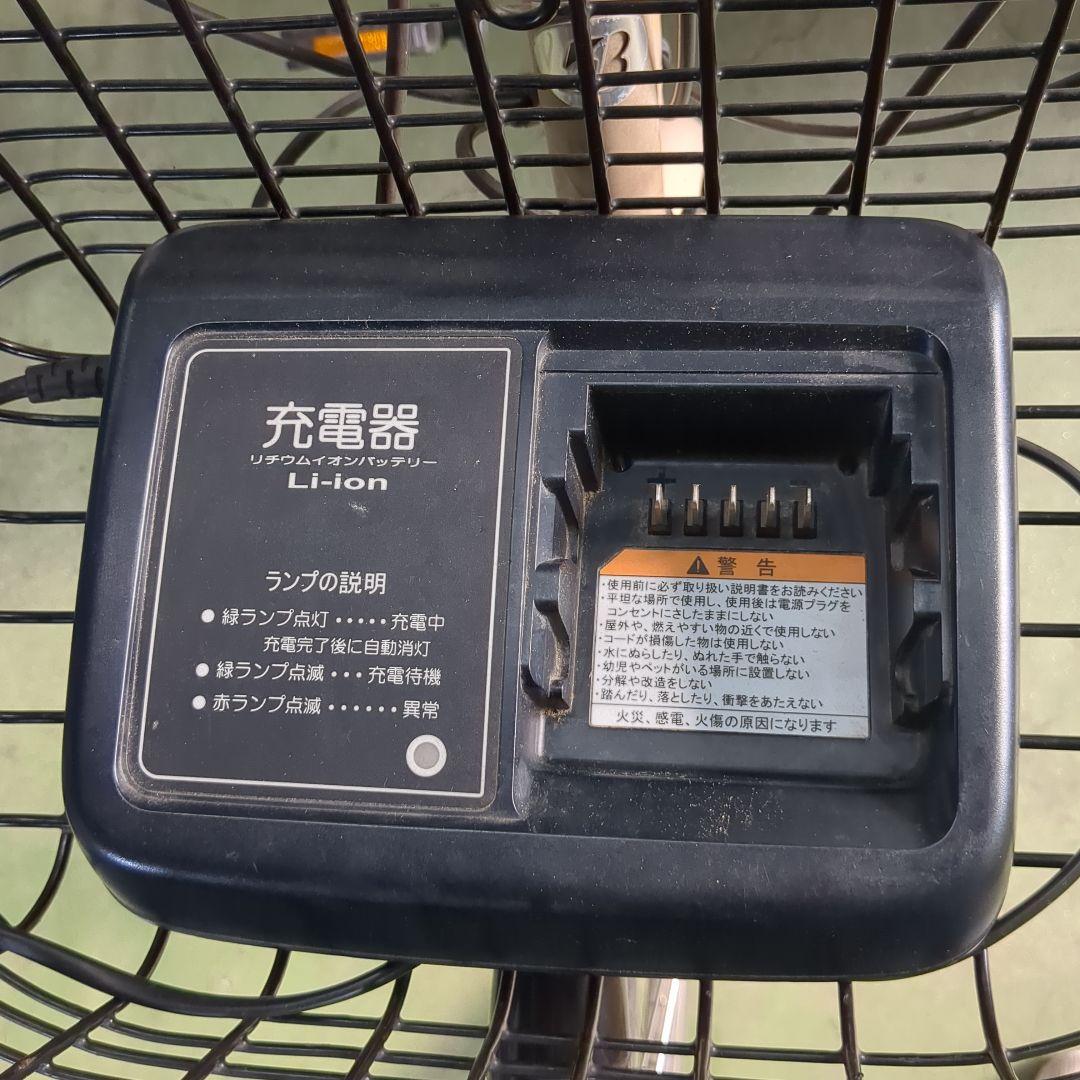 充電器
リチウムイオンバッテリー
Li-ion
ランプの説明
緑ランプ点灯・・・・・充電中
充電完了後に自動消灯
緑ランプ点滅・・・充電待機
赤ランプ点滅・・・・・・異常
+ -
警告
・使用前に必ず取り扱い説明書をお読みください
・平坦な場所で使用し、使用後は電源プラグを
コンセントにさしたままにしない
・屋外や、燃えやすい物の近くで使用しない
・コードが損傷した物は使用しない
・水にぬらしたり、ぬれた手で触らない
・幼児やペットがいる場所に設置しない
・分解や改造をしない
・踏んだり、落としたり、衝撃をあたえない
火災、感電、火傷の原因になります